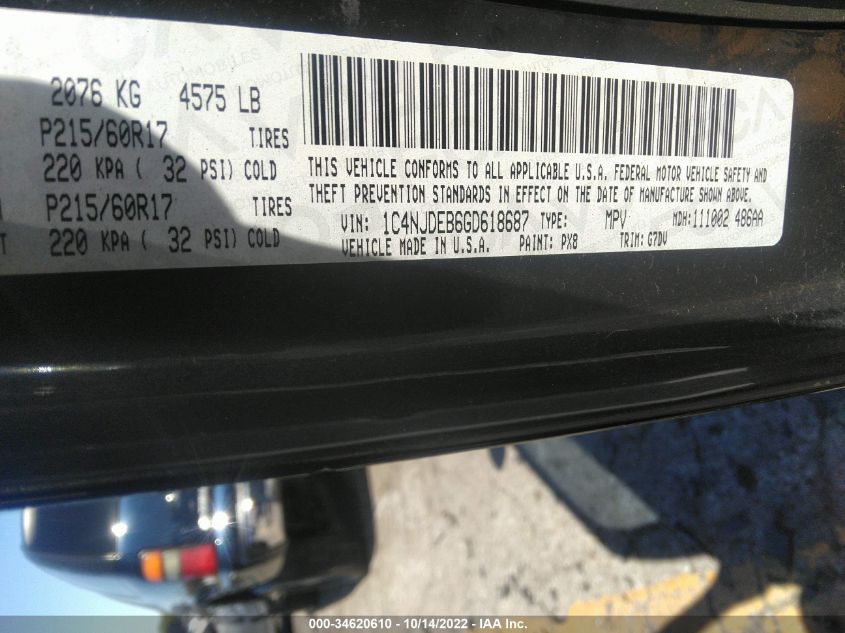 2076 KG 4575 LB
P215/60R17 TIRES
220 KPA ( 32 PSI) COLD
P215/60R17 TIRES
220 KPA ( 32 PSI) COLD
THIS VEHICLE CONFORMS TO ALL APPLICABLE U.S.A. FEDERAL MOTOR VEHICLE SAFETY AND
THEFT PREVENTION STANDARDS IN EFFECT ON THE DATE OF MANUFACTURE SHOWN ABOVE.
VIN: 1C4NJDEB6GD618687 TYPE: MPV MDH:111002 486AA
VEHICLE MADE IN U.S.A. PAINT: PX8 TRIM: G7DV
000-34620610 - 10/14/2022 - IAA Inc.